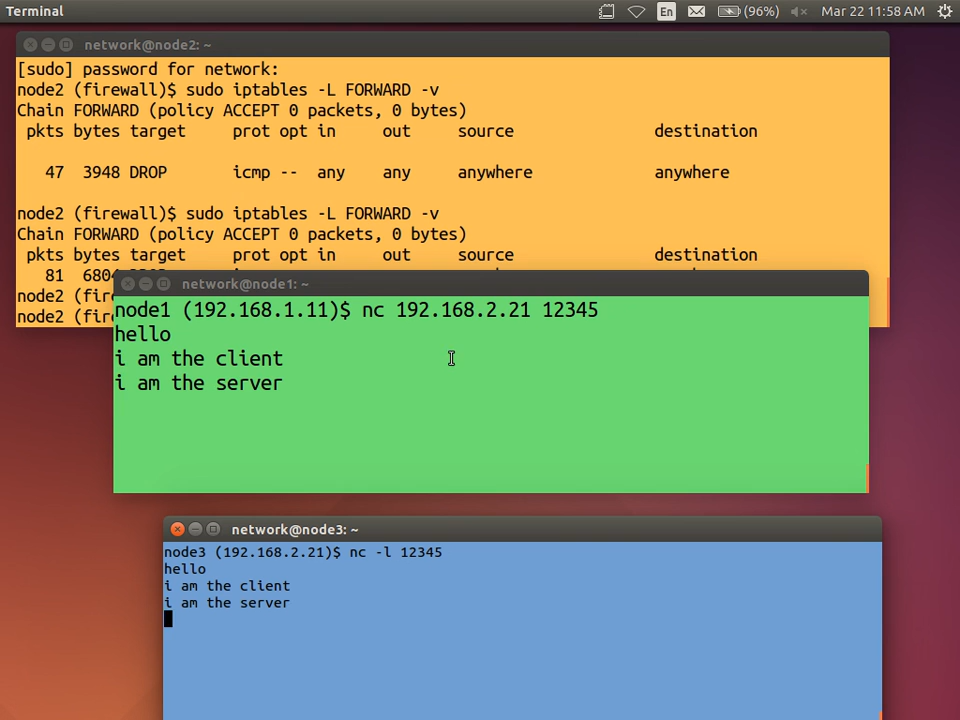 Terminal
En
(96%)
Mar 22 11:58 AM
network@node2: ~
[sudo] password for network:
node2 (firewall)$ sudo iptables -L FORWARD -v
Chain FORWARD (policy ACCEPT 0 packets, 0 bytes)
pkts bytes target prot opt in out source destination
47 3948 DROP icmp -- any any anywhere anywhere
node2 (firewall)$ sudo iptables -L FORWARD -v
Chain FORWARD (policy ACCEPT 0 packets, 0 bytes)
pkts bytes target prot opt in out source destination
81
node2
node2
network@node1: ~
node1 (192.168.1.11)$ nc 192.168.2.21 12345
hello
i am the client
i am the server
network@node3: ~
node3 (192.168.2.21)$ nc -l 12345
hello
i am the client
i am the server